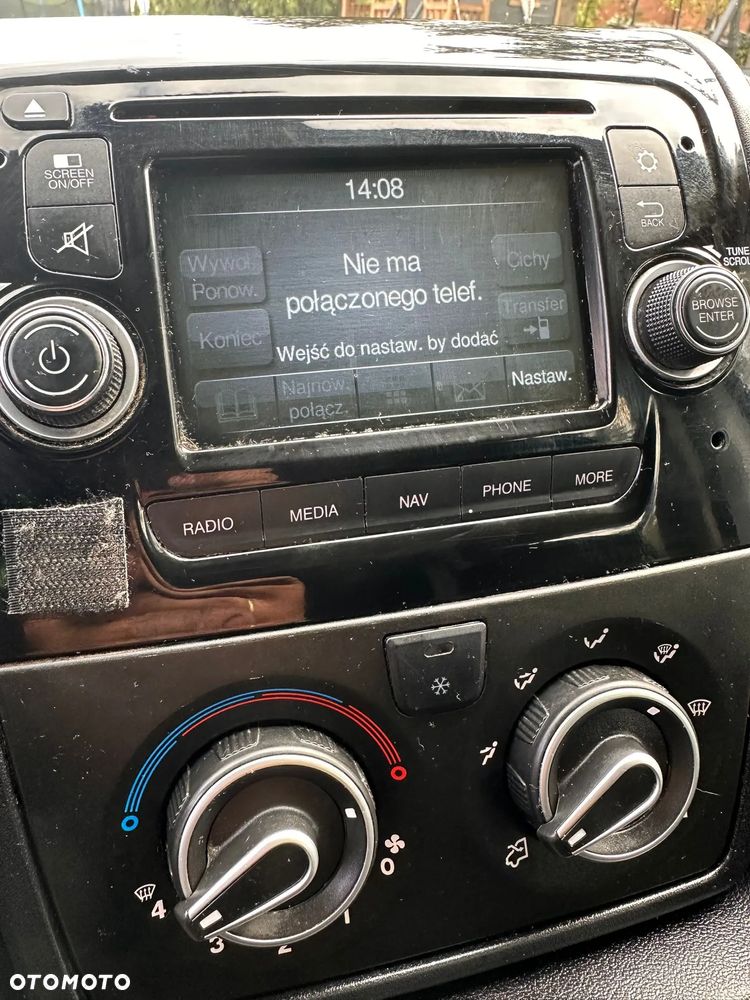 SCREEN
ON/OFF
14:08
Wywoł.
Ponow.
Nie ma
połączonego telef.
Cichy
Koniec
Transfer
Wejść do nastaw. by dodać
Najnow.
połącz.
Nastaw.
BACK
TUNE
SCROLL
BROWSE
ENTER
RADIO
MEDIA
NAV
PHONE
MORE
0
1
2
3
4
OTOMOTO